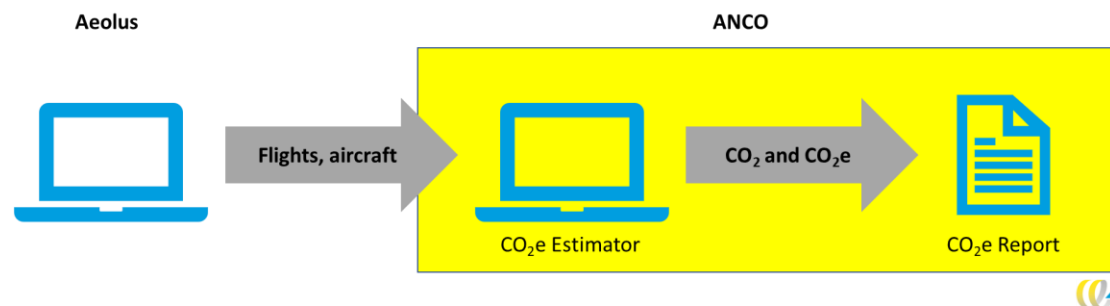 Aeolus
ANCO
Flights, aircraft
CO₂ and CO₂e
CO₂e Estimator
CO₂e Report